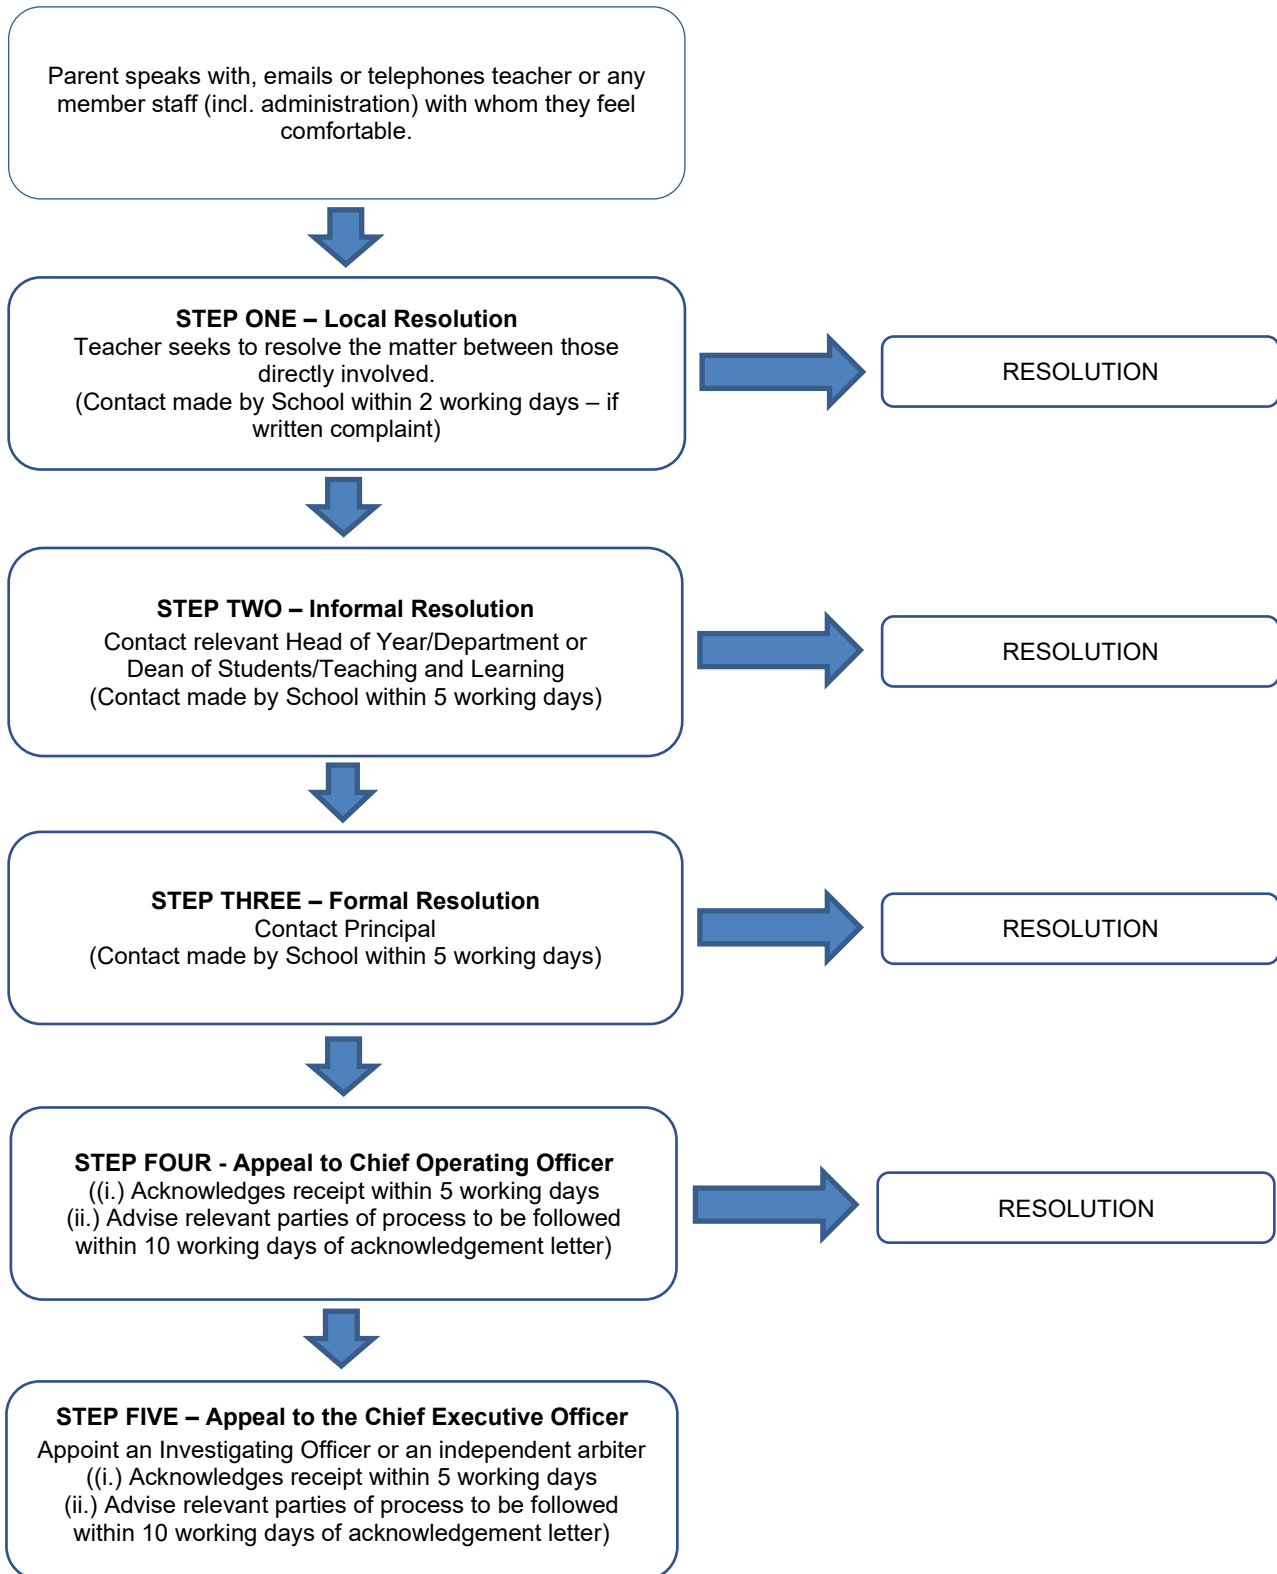 Parent speaks with, emails or telephones teacher or any
member staff (incl. administration) with whom they feel
comfortable.
STEP ONE – Local Resolution
Teacher seeks to resolve the matter between those
directly involved.
(Contact made by School within 2 working days – if
written complaint)
RESOLUTION
STEP TWO – Informal Resolution
Contact relevant Head of Year/Department or
Dean of Students/Teaching and Learning
(Contact made by School within 5 working days)
RESOLUTION
STEP THREE – Formal Resolution
Contact Principal
(Contact made by School within 5 working days)
RESOLUTION
STEP FOUR - Appeal to Chief Operating Officer
((i.) Acknowledges receipt within 5 working days
(ii.) Advise relevant parties of process to be followed
within 10 working days of acknowledgement letter)
RESOLUTION
STEP FIVE – Appeal to the Chief Executive Officer
Appoint an Investigating Officer or an independent arbiter
((i.) Acknowledges receipt within 5 working days
(ii.) Advise relevant parties of process to be followed
within 10 working days of acknowledgement letter)